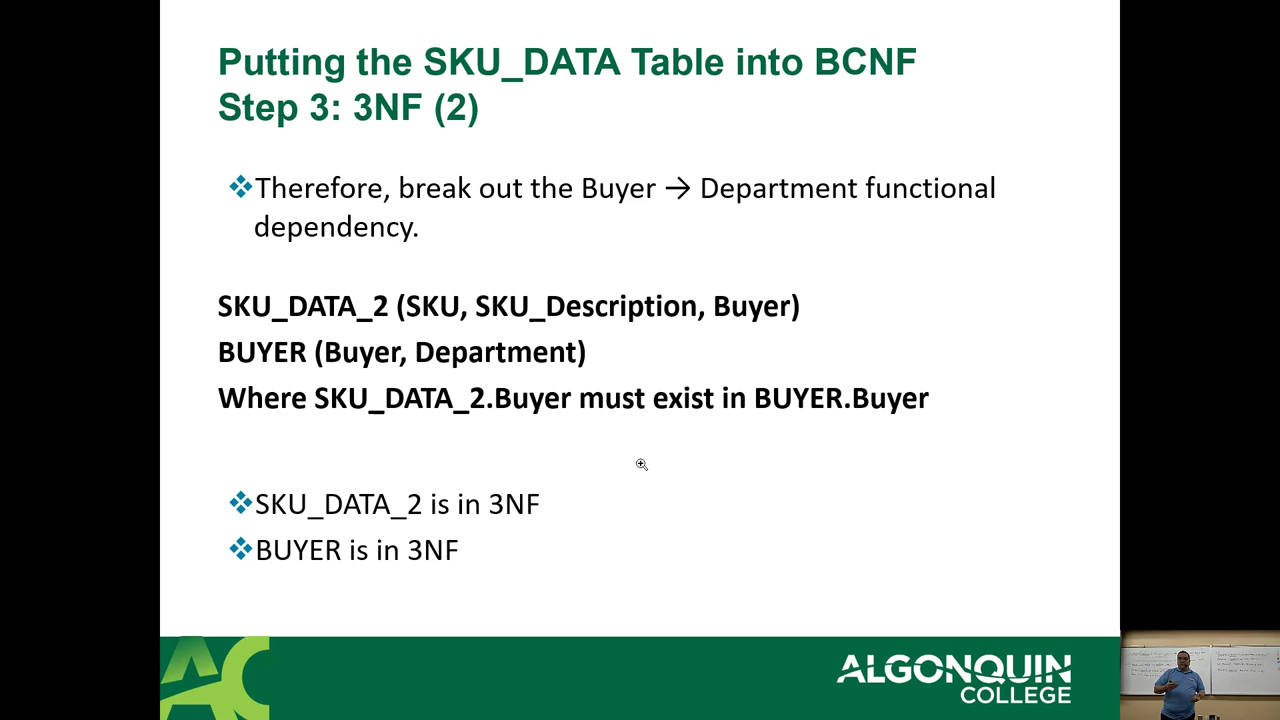 Putting the SKU_DATA Table into BCNF
Step 3: 3NF (2)
Therefore, break out the Buyer → Department functional
dependency.
SKU_DATA_2 (SKU, SKU_Description, Buyer)
BUYER (Buyer, Department)
Where SKU_DATA_2.Buyer must exist in BUYER.Buyer
SKU_DATA_2 is in 3NF
BUYER is in 3NF
AC
ALGONQUIN
COLLEGE